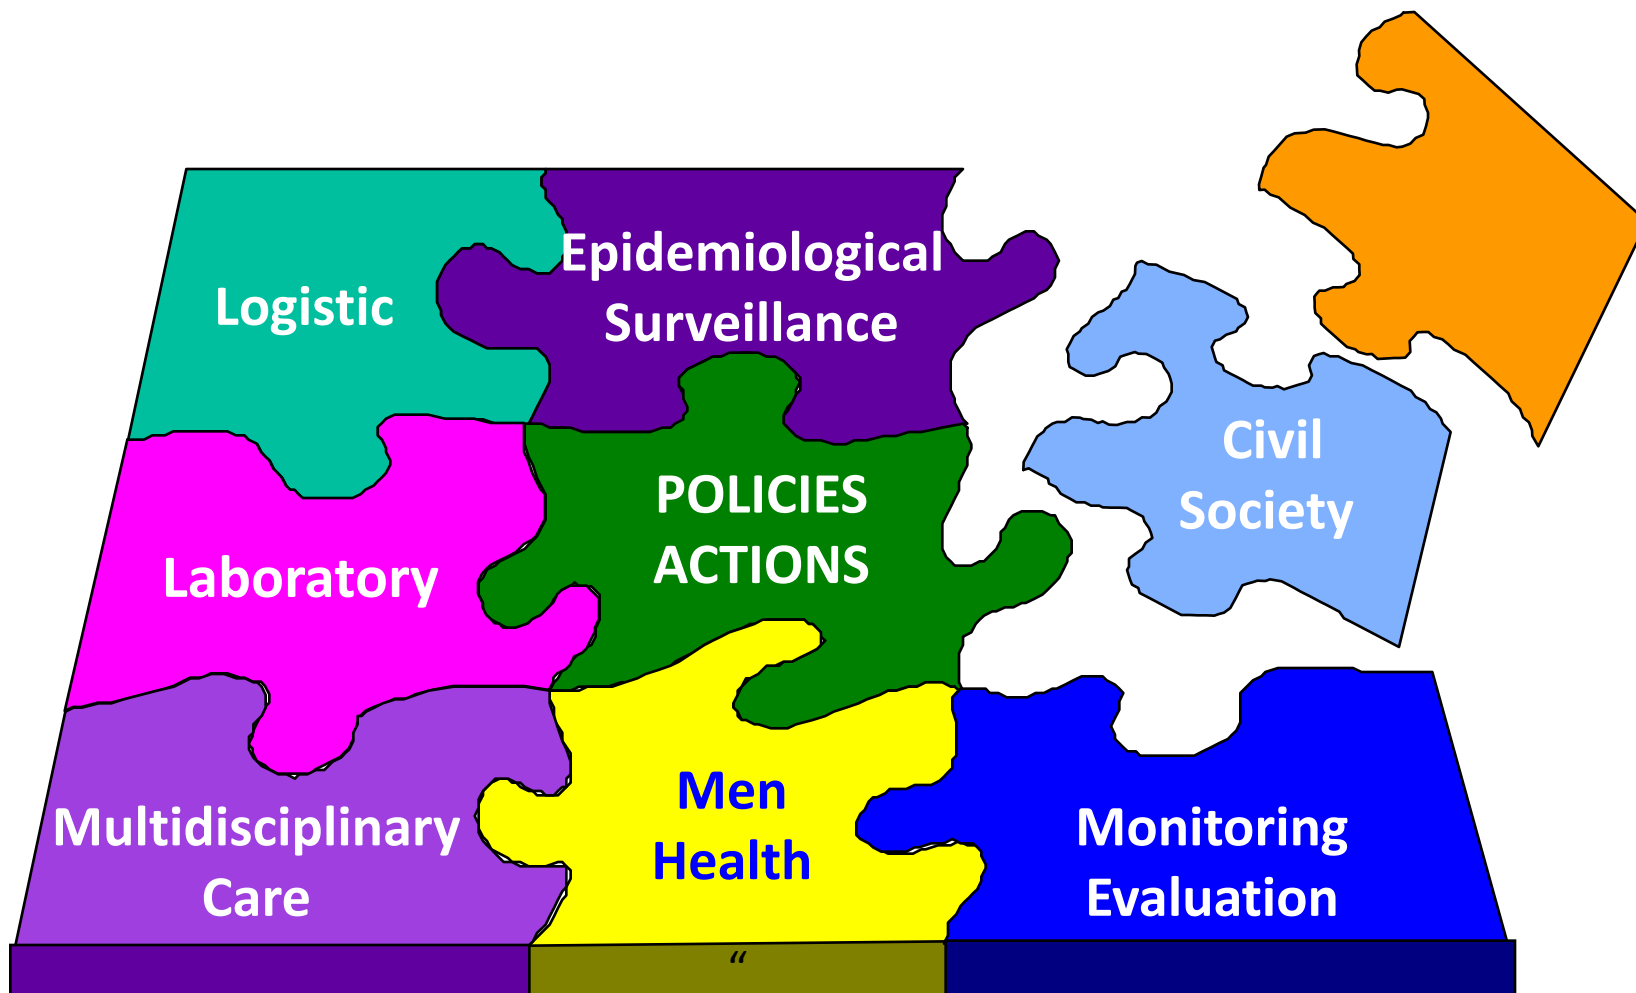 Epidemiological
Surveillance
Logistic
Civil
Society
POLICIES
ACTIONS
Laboratory
Men
Health
Multidisciplinary
Care
Monitoring
Evaluation
“